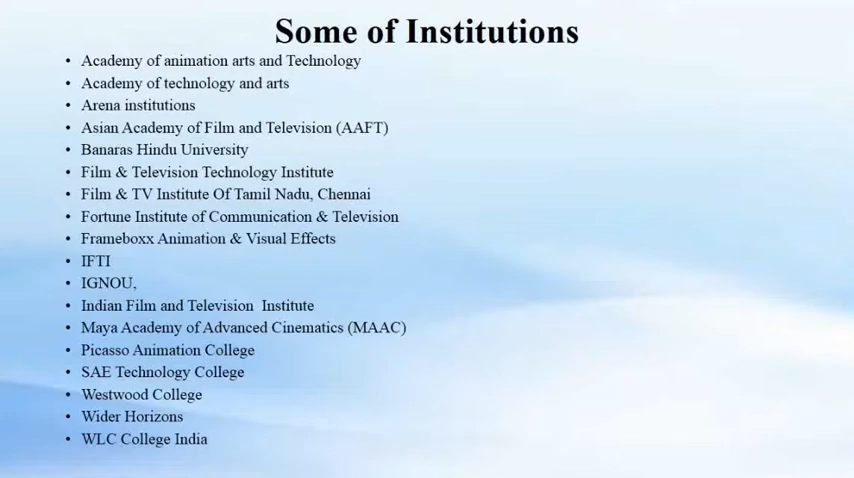 Some of Institutions
• Academy of animation arts and Technology
• Academy of technology and arts
• Arena institutions
• Asian Academy of Film and Television (AAFT)
• Banaras Hindu University
• Film & Television Technology Institute
• Film & TV Institute Of Tamil Nadu, Chennai
• Fortune Institute of Communication & Television
• Frameboxx Animation & Visual Effects
• IFTI
• IGNOU,
• Indian Film and Television Institute
• Maya Academy of Advanced Cinematics (MAAC)
• Picasso Animation College
• SAE Technology College
• Westwood College
• Wider Horizons
• WLC College India